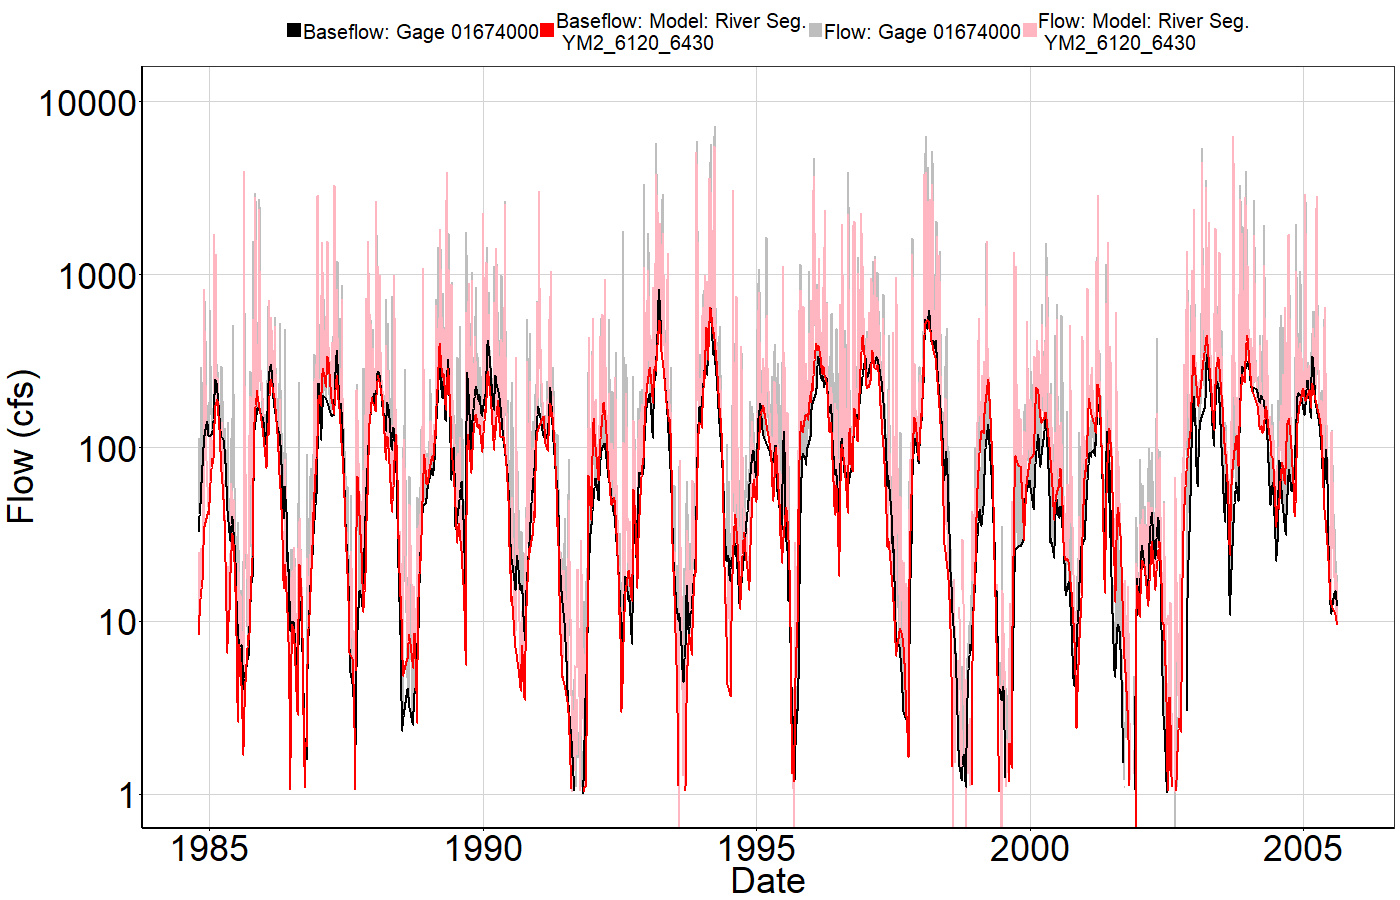 Baseflow: Gage 01674000
Baseflow: Model: River Seg.
YM2_6120_6430
Flow: Gage 01674000
Flow: Model: River Seg.
YM2_6120_6430
10000
1000
100
10
1
Flow (cfs)
1985
1990
1995
2000
2005
Date